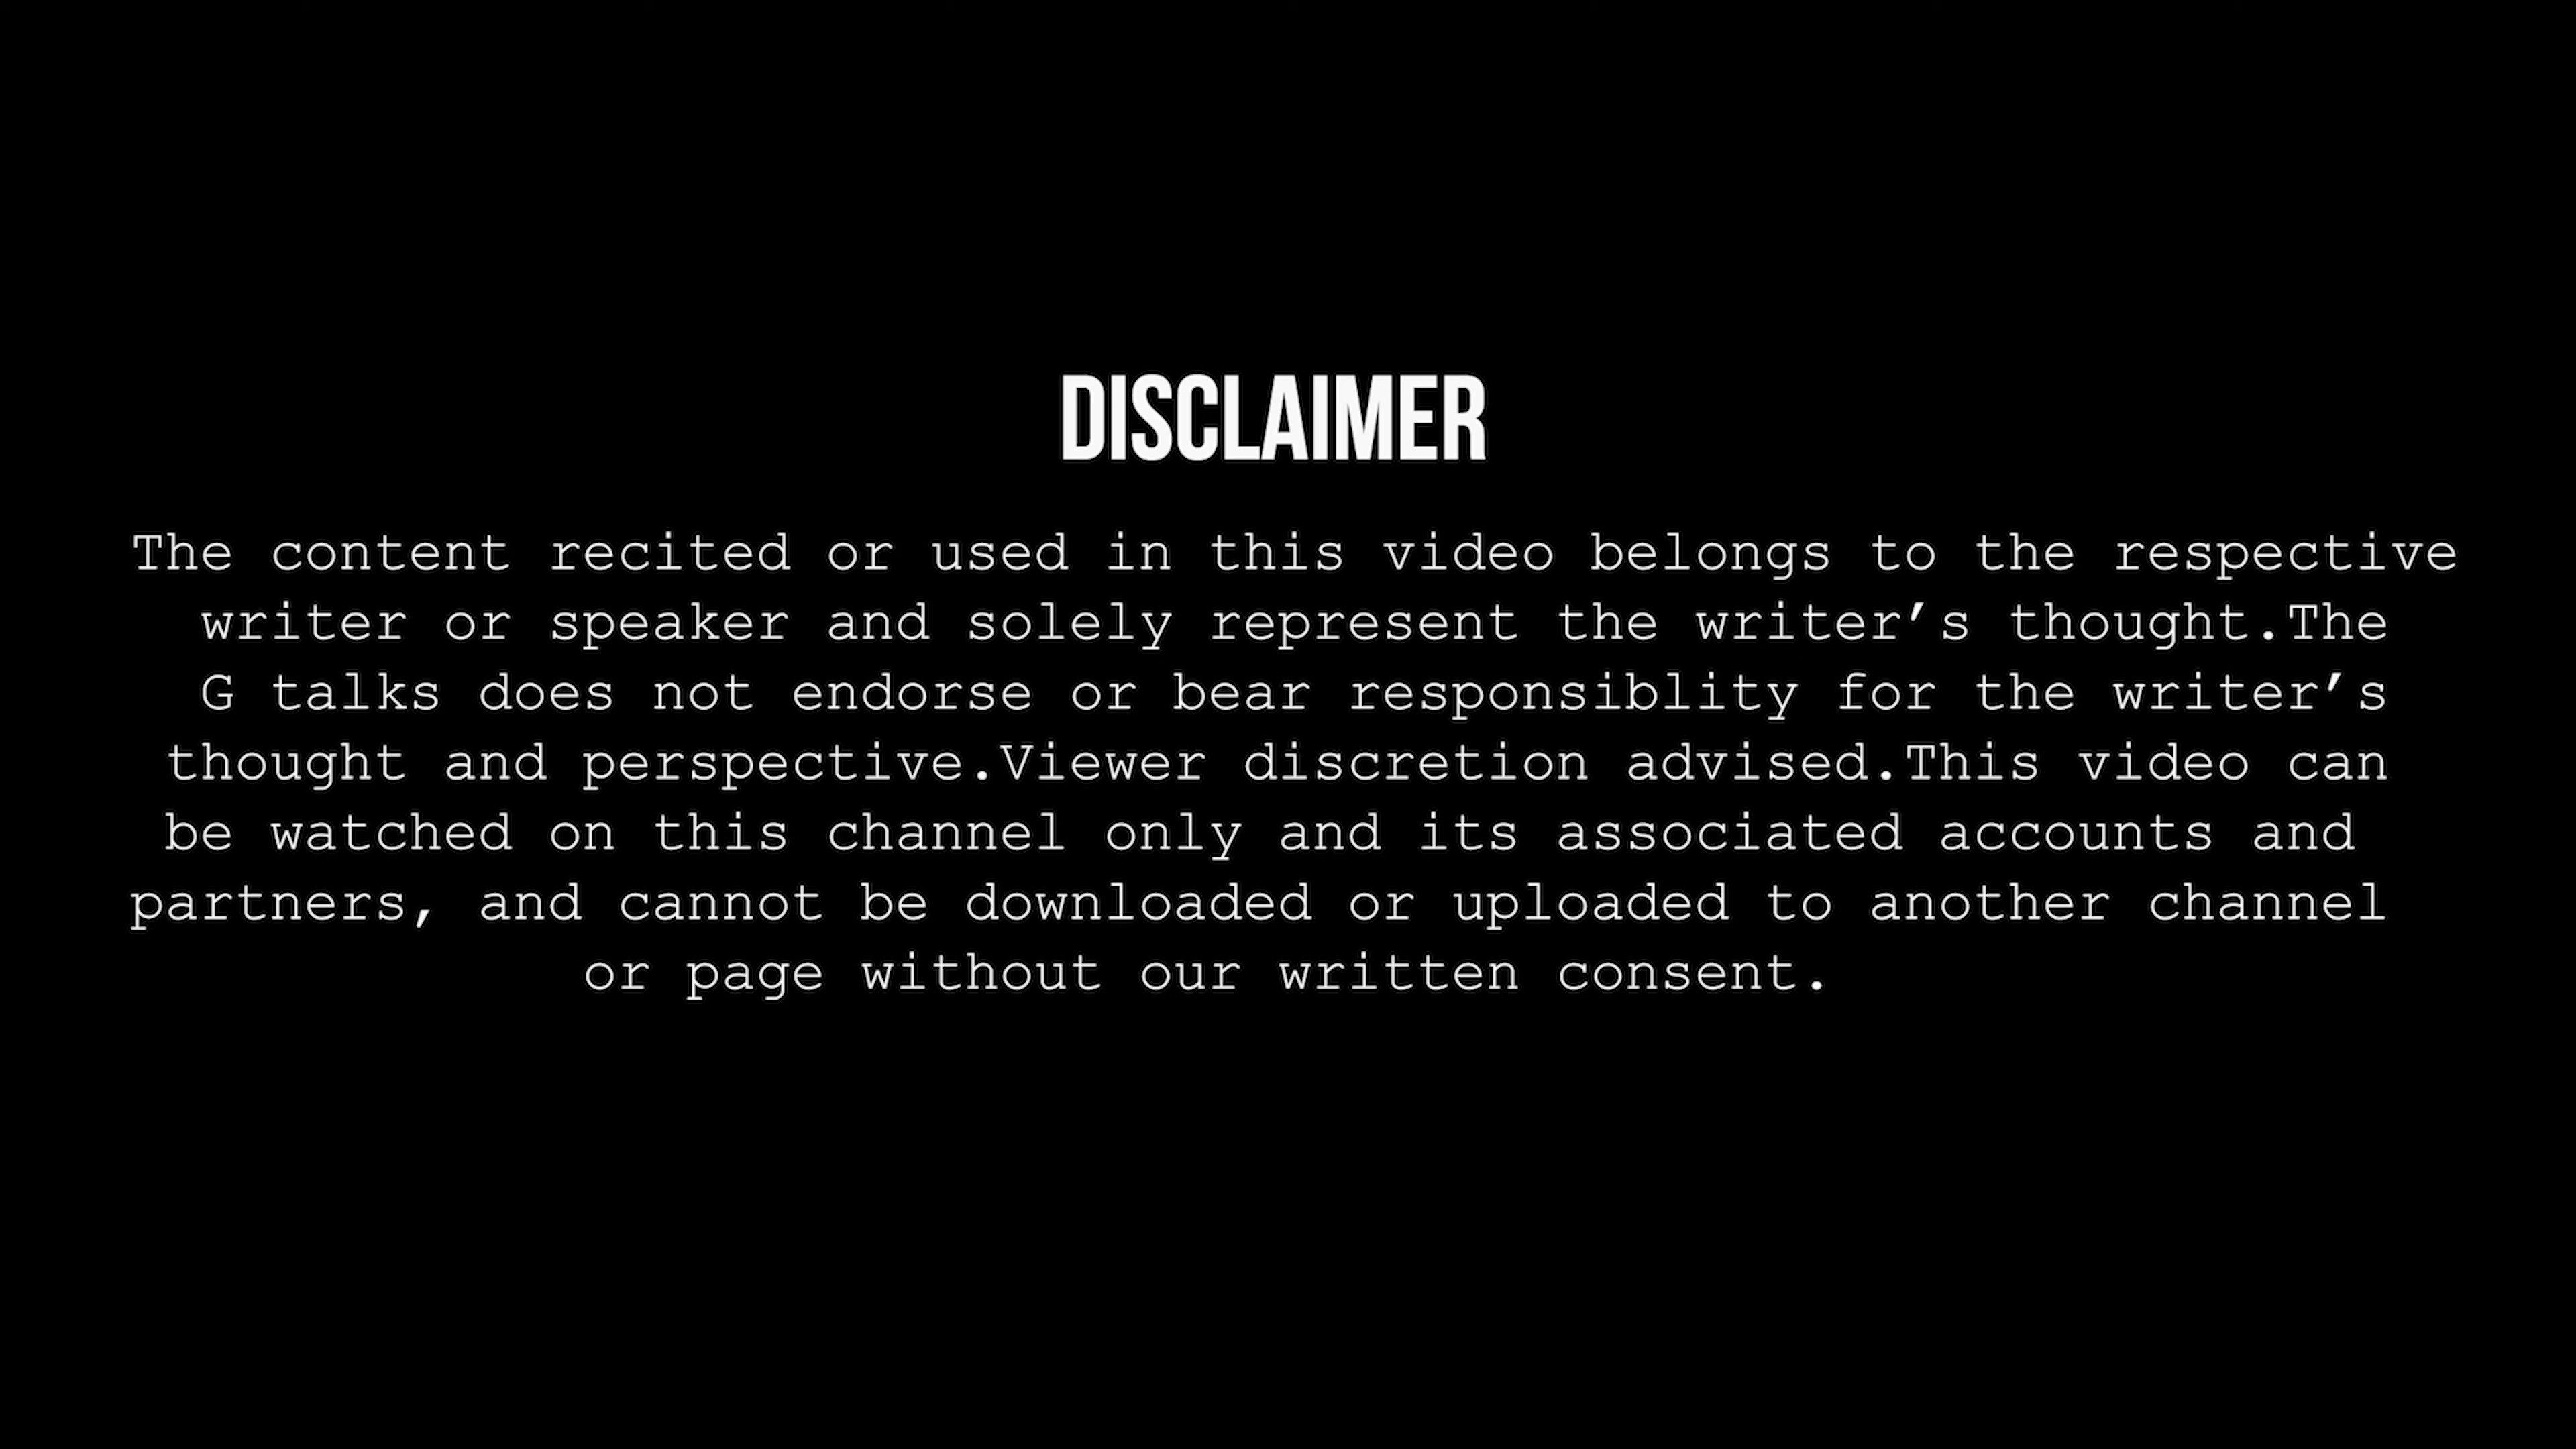 DISCLAIMER
The content recited or used in this video belongs to the respective
writer or speaker and solely represent the writer’s thought.The
G talks does not endorse or bear responsiblity for the writer’s
thought and perspective.Viewer discretion advised.This video can
be watched on this channel only and its associated accounts and
partners, and cannot be downloaded or uploaded to another channel
or page without our written consent.